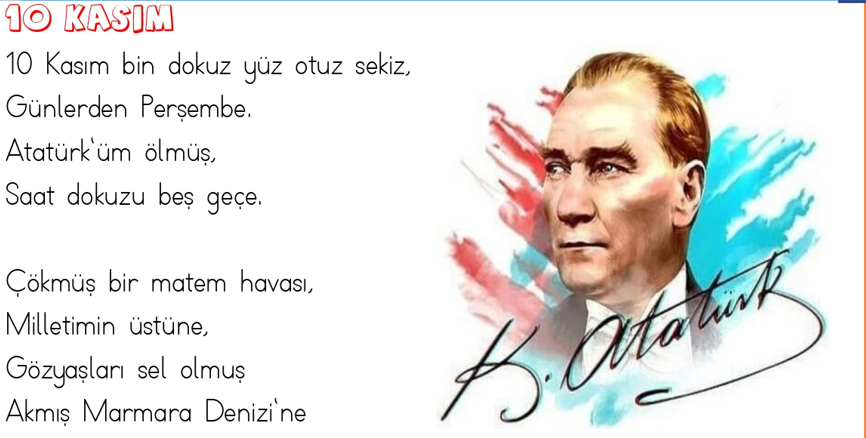 10 KASIM
10 Kasım bin dokuz yüz otuz sekiz,
Günlerden Perşembe.
Atatürk'üm ölmüş,
Saat dokuzu beş geçe.
Çökmüş bir matem havası,
Milletimin üstüne,
Gözyaşları sel olmuş
Akmış Marmara Denizi'ne
K. Atatürk